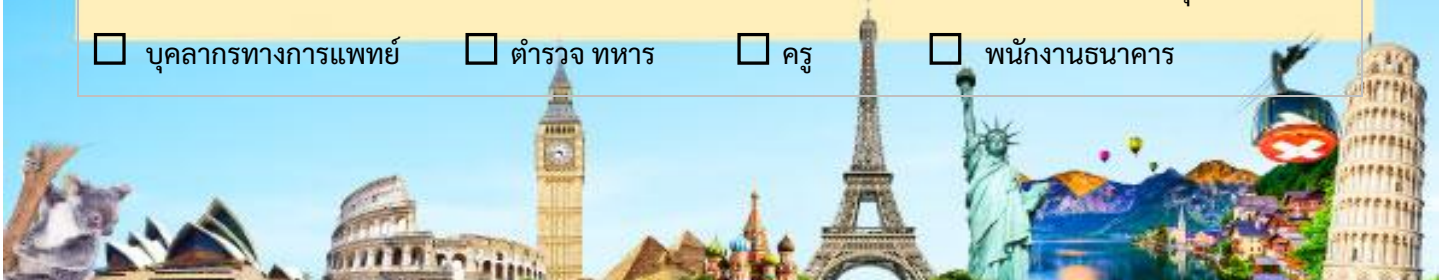 ☐ บุคลากรทางการแพทย์ ☐ ตำรวจ ทหาร ☐ ครู ☐ พนักงานธนาคาร